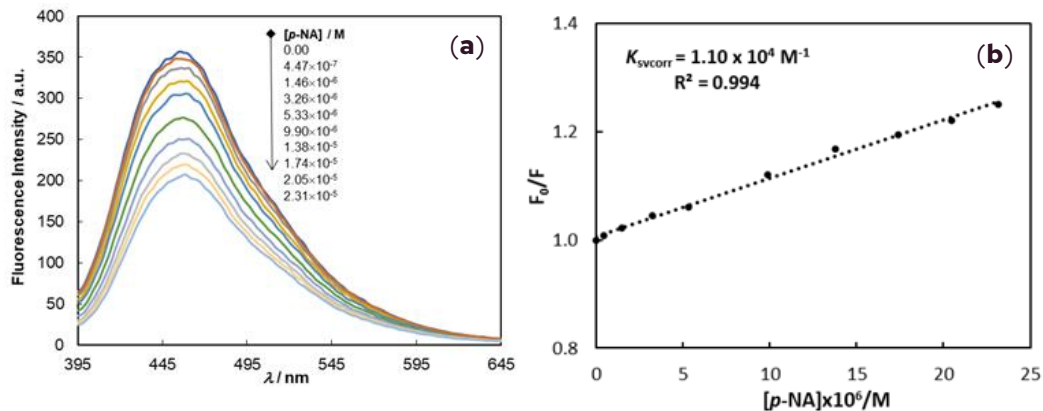 (a)
400
350
300
250
200
150
100
50
0
Fluorescence Intensity / a.u.
[p-NA] / M
0.00
4.47×10⁻⁷
1.46×10⁻⁶
3.26×10⁻⁶
5.33×10⁻⁶
9.90×10⁻⁶
1.38×10⁻⁵
1.74×10⁻⁵
2.05×10⁻⁵
2.31×10⁻⁵
395 445 495 545 595 645
λ / nm
(b)
1.4
1.2
1.0
0.8
F₀/F
Ksvcorr = 1.10 x 10⁴ M⁻¹
R² = 0.994
0 5 10 15 20 25
[p-NA]x10⁶/M